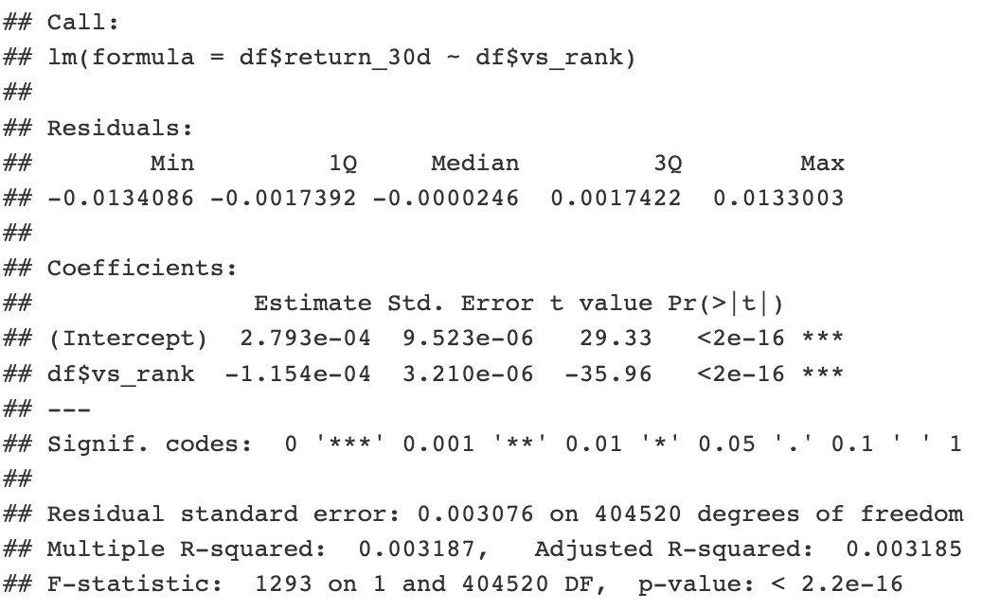 ## Call:
## lm(formula = df$return_30d ~ df$vs_rank)
##
## Residuals:
##        Min         1Q     Median         3Q        Max
## -0.0134086 -0.0017392 -0.0000246  0.0017422  0.0133003
##
## Coefficients:
##               Estimate Std. Error t value Pr(>|t|)
## (Intercept)  2.793e-04  9.523e-06   29.33   <2e-16 ***
## df$vs_rank  -1.154e-04  3.210e-06  -35.96   <2e-16 ***
## ---
## Signif. codes:  0 '***' 0.001 '**' 0.01 '*' 0.05 '.' 0.1 ' ' 1
##
## Residual standard error: 0.003076 on 404520 degrees of freedom
## Multiple R-squared:  0.003187,   Adjusted R-squared:  0.003185
## F-statistic:  1293 on 1 and 404520 DF,  p-value: < 2.2e-16